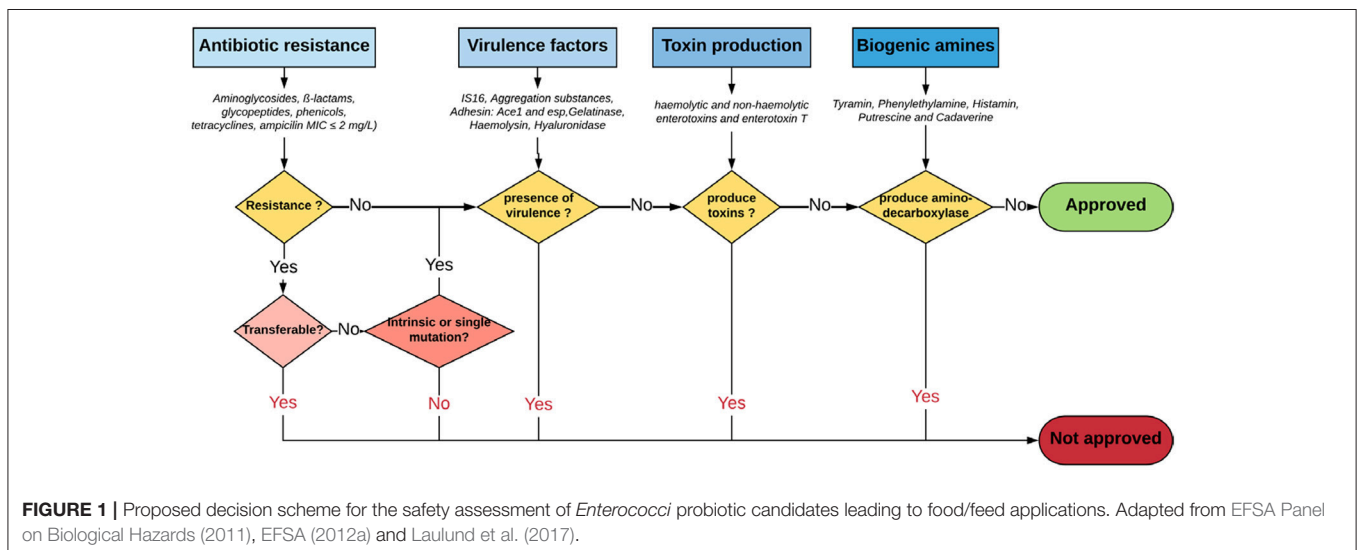 Antibiotic resistance
Virulence factors
Toxin production
Biogenic amines
Aminoglycosides, ß-lactams,
glycopeptides, phenicols,
tetracyclines, ampicilin MIC ≤ 2 mg/L)
IS16, Aggregation substances,
Adhesin: Ace1 and esp,Gelatinase,
Haemolysin, Hyaluronidase
haemolytic and non-haemolytic
enterotoxins and enterotoxin T
Tyramin, Phenylethylamine, Histamin,
Putrescine and Cadaverine
Resistance ?
No
presence of
virulence ?
No
produce
toxins ?
No
produce amino-
decarboxylase
No
Approved
Yes
Yes
Transferable?
No
Intrinsic or single
mutation?
Yes
No
Yes
Yes
Yes
Not approved
FIGURE 1 | Proposed decision scheme for the safety assessment of Enterococci probiotic candidates leading to food/feed applications. Adapted from EFSA Panel
on Biological Hazards (2011), EFSA (2012a) and Laulund et al. (2017).